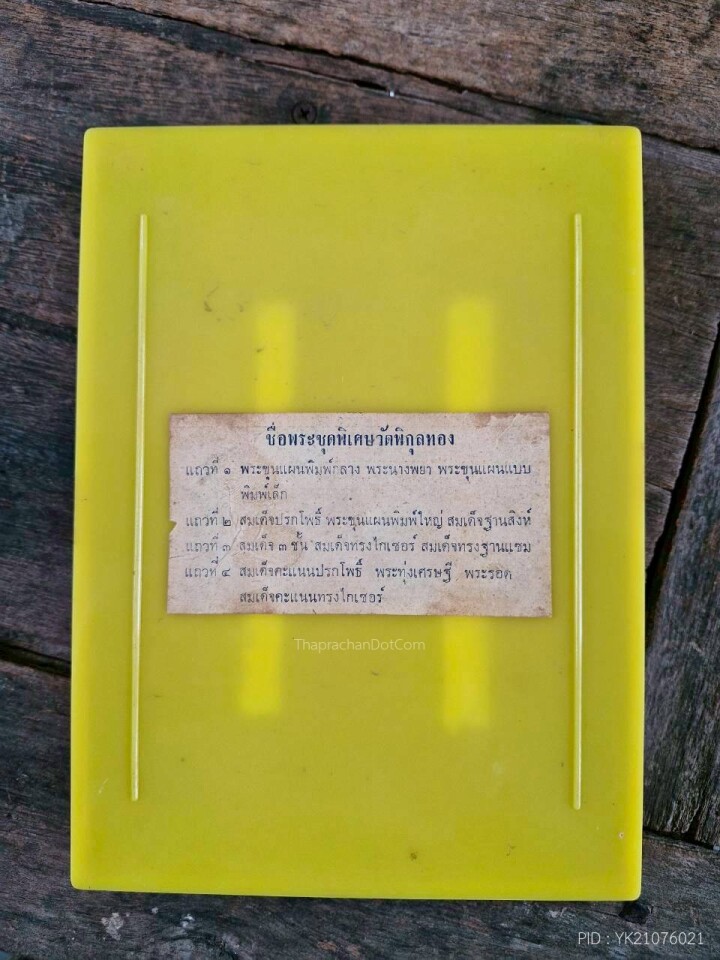 ชื่อพระชุดพิเศษวัดพิกุลทอง
แถวที่ ๑ พระขุนแผนพิมพ์กลาง พระนางพยา พระขุนแผนแบบ
พิมพ์เล็ก
แถวที่ ๒ สมเด็จปรกโพธิ์ พระขุนแผนพิมพ์ใหญ่ สมเด็จฐานสิงห์
แถวที่ ๓ สมเด็จ ๓ ชั้น สมเด็จทรงไกเซอร์ สมเด็จทรงฐานแซม
แถวที่ ๔ สมเด็จคะแนนปรกโพธิ์ พระทุ่งเศรษฐี พระรอด
สมเด็จคะแนนทรงไกเซอร์
ThaprachanDotCom
PID : YK21076021